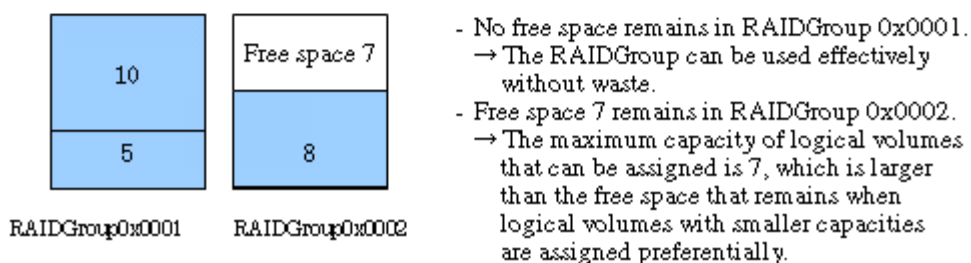 10
5
RAIDGroup0x0001
Free space 7
8
RAIDGroup0x0002
- No free space remains in RAIDGroup 0x0001.
→ The RAIDGroup can be used effectively
without waste.
- Free space 7 remains in RAIDGroup 0x0002.
→ The maximum capacity of logical volumes
that can be assigned is 7, which is larger
than the free space that remains when
logical volumes with smaller capacities
are assigned preferentially.